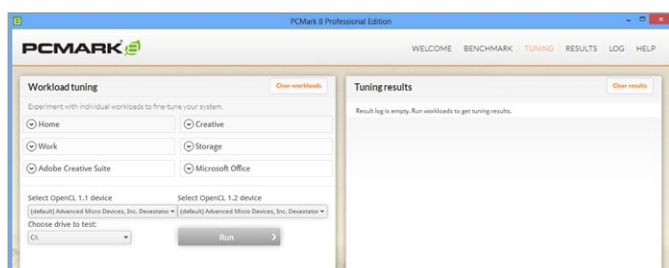 PCMark 8 Professional Edition
PCMARK 8
WELCOME BENCHMARK TUNING RESULTS LOG HELP
Workload tuning
Clear workloads
Experiment with individual workloads to fine-tune your system.
Home
Creative
Work
Storage
Adobe Creative Suite
Microsoft Office
Select OpenCL 1.1 device
Select OpenCL 1.2 device
(default) Advanced Micro Devices, Inc. Devastator
(default) Advanced Micro Devices, Inc. Devastator
Choose drive to test:
C:\
Run
Tuning results
Clear results
Result log is empty. Run workloads to get tuning results.